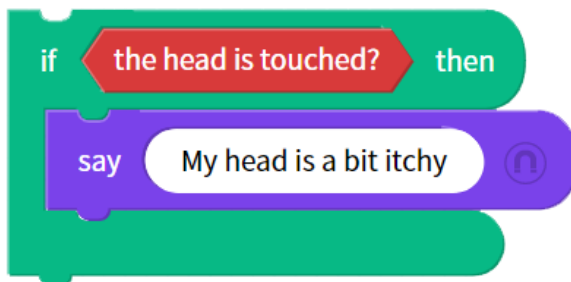 if the head is touched? then
say My head is a bit itchy